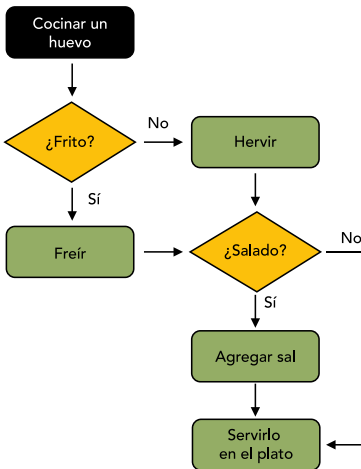 Cocinar un
huevo
¿Frito?
No
Hervir
Sí
Freír
¿Salado?
No
Sí
Agregar sal
Servirlo
en el plato